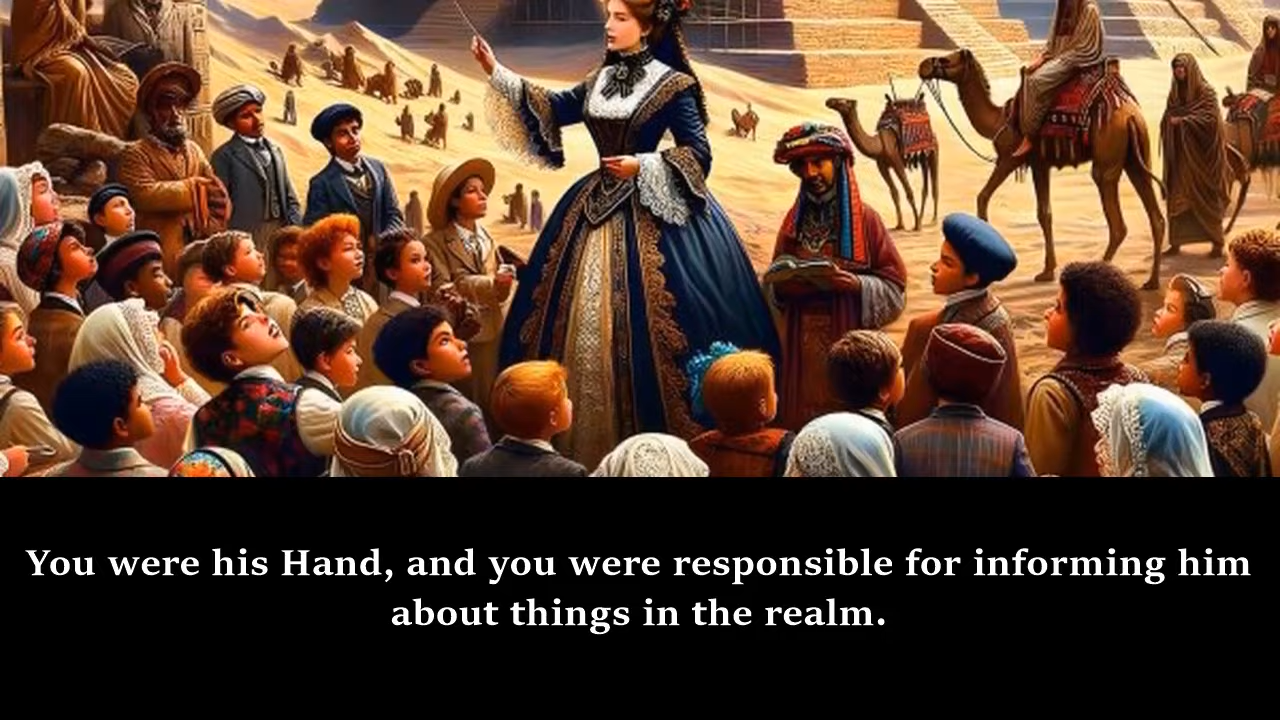 You were his Hand, and you were responsible for informing him
about things in the realm.